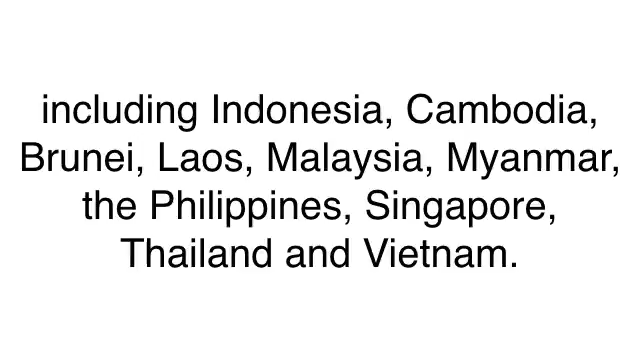 including Indonesia, Cambodia,
Brunei, Laos, Malaysia, Myanmar,
the Philippines, Singapore,
Thailand and Vietnam.